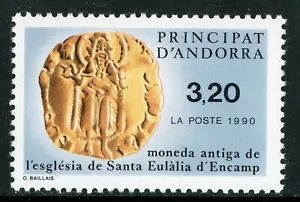 PRINCIPAT
D'ANDORRA
3,20
LA POSTE 1990
moneda antiga de
l'església de Santa Eulàlia d'Encamp
O. BAILLAIS